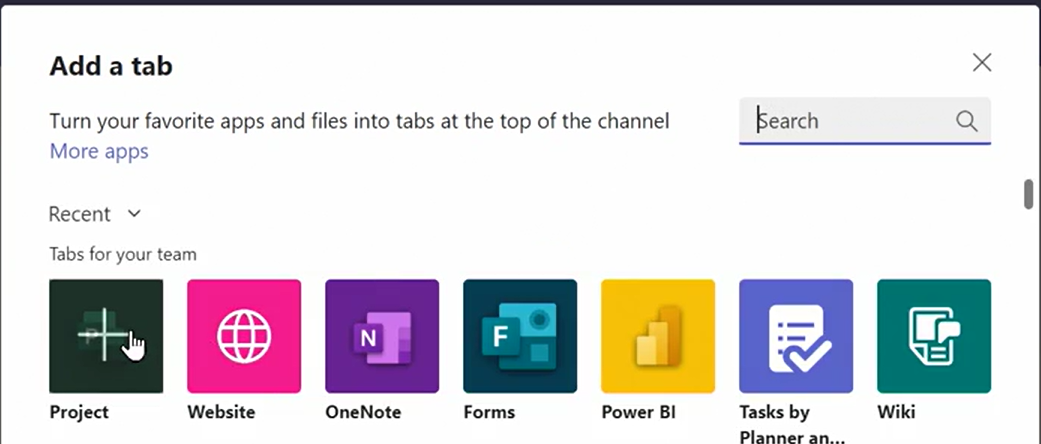 Add a tab
Turn your favorite apps and files into tabs at the top of the channel
More apps
Search
Recent
Tabs for your team
P
N
F
Project
Website
OneNote
Forms
Power BI
Tasks by
Planner an...
Wiki